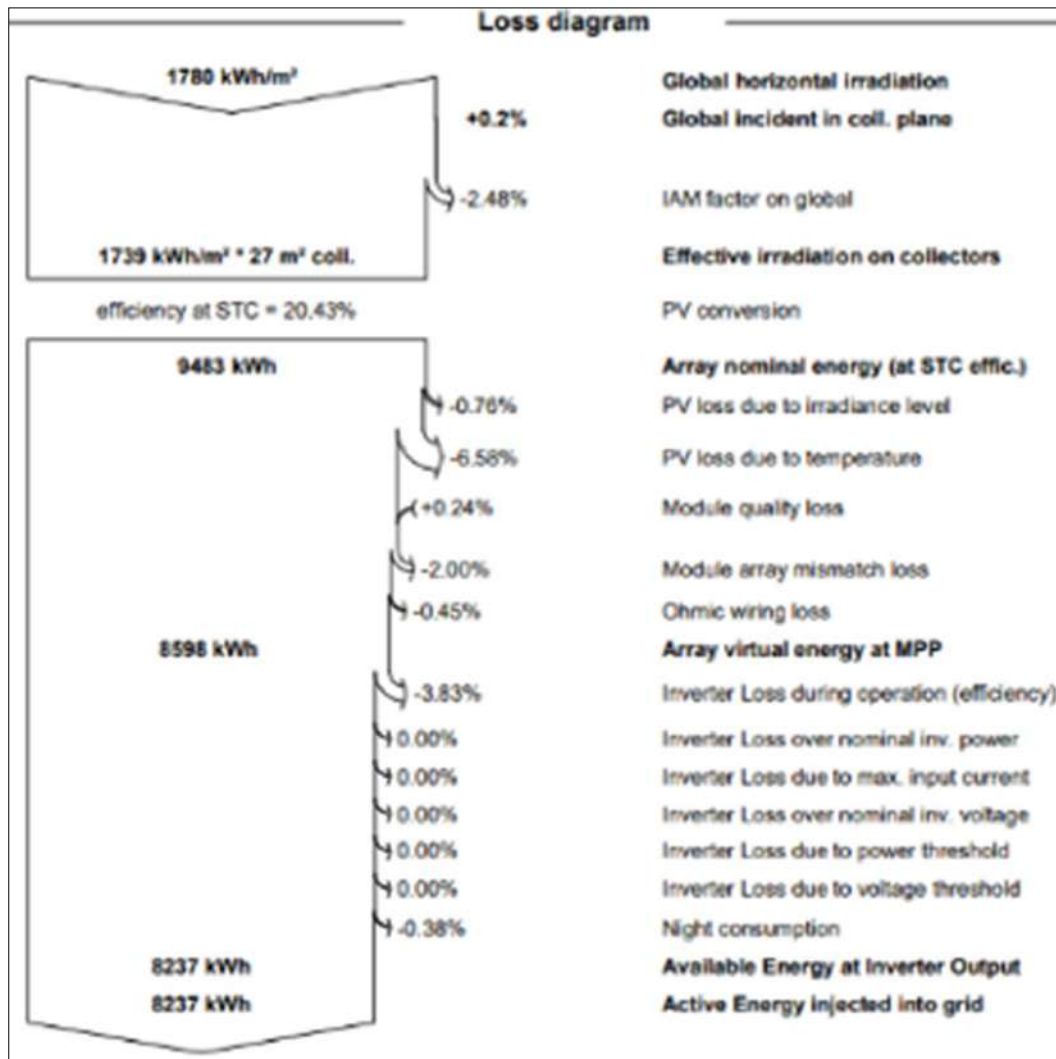 Loss diagram
1780 kWh/m² Global horizontal irradiation
+0.2% Global incident in coll. plane
-2.48% IAM factor on global
1739 kWh/m² * 27 m² coll. Effective irradiation on collectors
efficiency at STC = 20.43% PV conversion
9483 kWh Array nominal energy (at STC effic.)
-0.76% PV loss due to irradiance level
-6.58% PV loss due to temperature
+0.24% Module quality loss
-2.00% Module array mismatch loss
-0.45% Ohmic wiring loss
8598 kWh Array virtual energy at MPP
-3.83% Inverter Loss during operation (efficiency)
0.00% Inverter Loss over nominal inv. power
0.00% Inverter Loss due to max. input current
0.00% Inverter Loss over nominal inv. voltage
0.00% Inverter Loss due to power threshold
0.00% Inverter Loss due to voltage threshold
-0.38% Night consumption
8237 kWh Available Energy at Inverter Output
8237 kWh Active Energy injected into grid